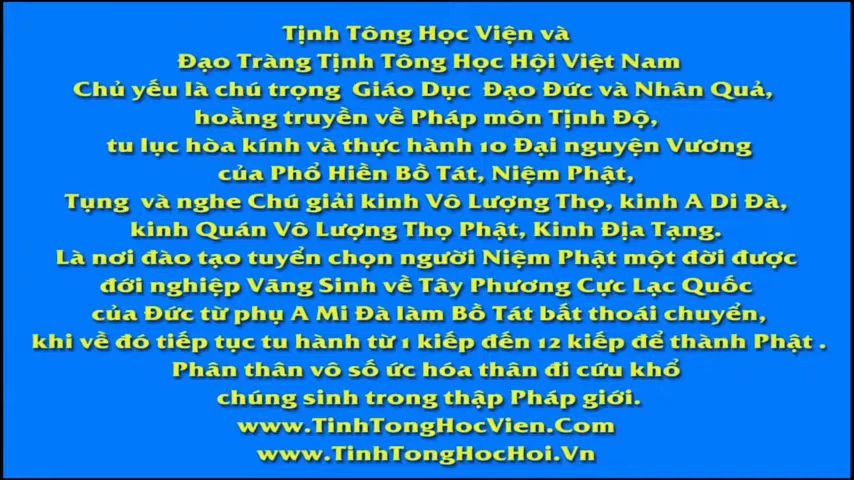 Tịnh Tông Học Viện và
Đạo Tràng Tịnh Tông Học Hội Việt Nam
Chủ yếu là chú trọng Giáo Dục Đạo Đức và Nhân Quả,
hoằng truyền về Pháp môn Tịnh Độ,
tu lục hòa kính và thực hành 10 Đại nguyện Vương
của Phổ Hiền Bồ Tát, Niệm Phật,
Tụng và nghe Chú giải kinh Vô Lượng Thọ, kinh A Di Đà,
kinh Quán Vô Lượng Thọ Phật, Kinh Địa Tạng.
Là nơi đào tạo tuyển chọn người Niệm Phật một đời được
đới nghiệp Vãng Sinh về Tây Phương Cực Lạc Quốc
của Đức từ phụ A Mi Đà làm Bồ Tát bất thoái chuyển,
khi về đó tiếp tục tu hành từ 1 kiếp đến 12 kiếp để thành Phật .
Phân thân vô số ức hóa thân đi cứu khổ
chúng sinh trong thập Pháp giới.
www.TinhTongHocVien.Com
www.TinhTongHocHoi.Vn